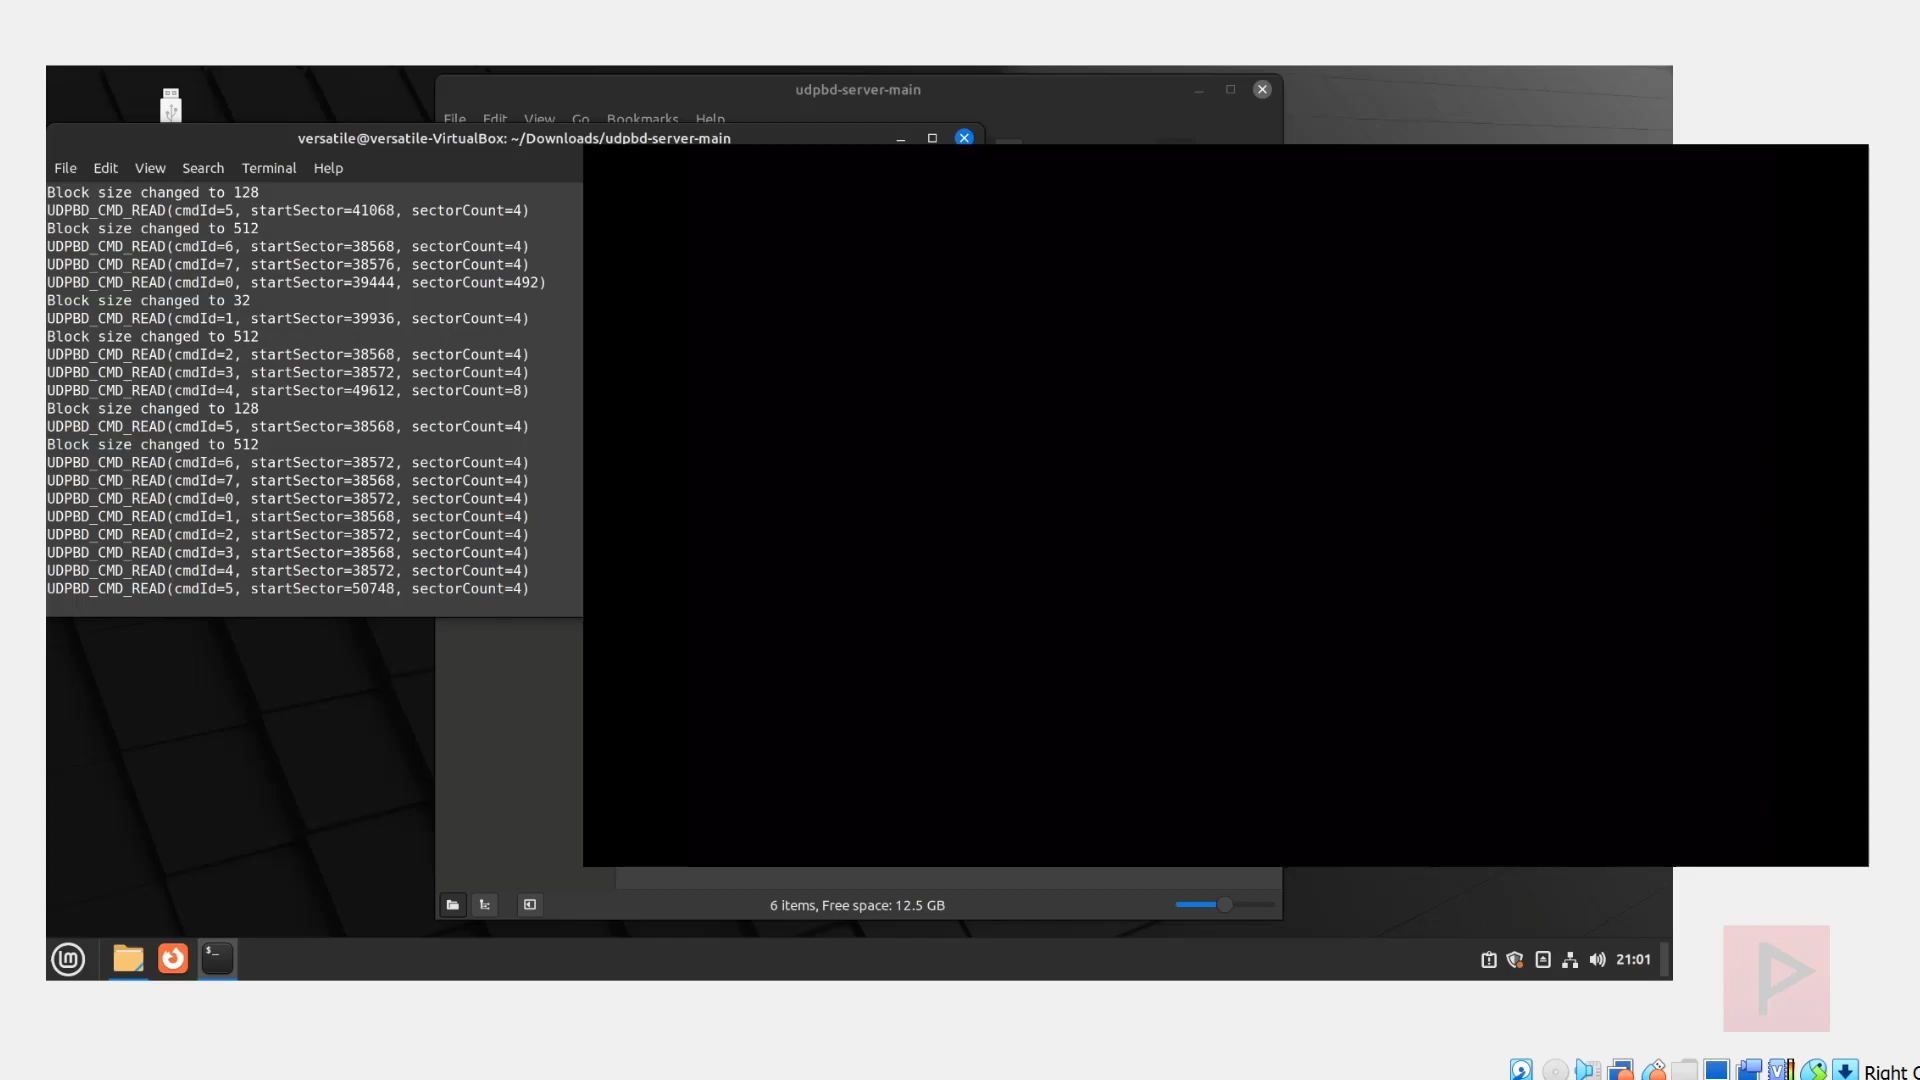 udpbd-server-main
File Edit View Go Bookmarks Help
versatile@versatile-VirtualBox: ~/Downloads/udpbd-server-main
File Edit View Search Terminal Help
Block size changed to 128
UDPBD_CMD_READ(cmdId=5, startSector=41068, sectorCount=4)
Block size changed to 512
UDPBD_CMD_READ(cmdId=6, startSector=38568, sectorCount=4)
UDPBD_CMD_READ(cmdId=7, startSector=38576, sectorCount=4)
UDPBD_CMD_READ(cmdId=0, startSector=39444, sectorCount=492)
Block size changed to 32
UDPBD_CMD_READ(cmdId=1, startSector=39936, sectorCount=4)
Block size changed to 512
UDPBD_CMD_READ(cmdId=2, startSector=38568, sectorCount=4)
UDPBD_CMD_READ(cmdId=3, startSector=38572, sectorCount=4)
UDPBD_CMD_READ(cmdId=4, startSector=49612, sectorCount=8)
Block size changed to 128
UDPBD_CMD_READ(cmdId=5, startSector=38568, sectorCount=4)
Block size changed to 512
UDPBD_CMD_READ(cmdId=6, startSector=38572, sectorCount=4)
UDPBD_CMD_READ(cmdId=7, startSector=38568, sectorCount=4)
UDPBD_CMD_READ(cmdId=0, startSector=38572, sectorCount=4)
UDPBD_CMD_READ(cmdId=1, startSector=38568, sectorCount=4)
UDPBD_CMD_READ(cmdId=2, startSector=38572, sectorCount=4)
UDPBD_CMD_READ(cmdId=3, startSector=38568, sectorCount=4)
UDPBD_CMD_READ(cmdId=4, startSector=38572, sectorCount=4)
UDPBD_CMD_READ(cmdId=5, startSector=50748, sectorCount=4)
6 items, Free space: 12.5 GB
21:01
Right C